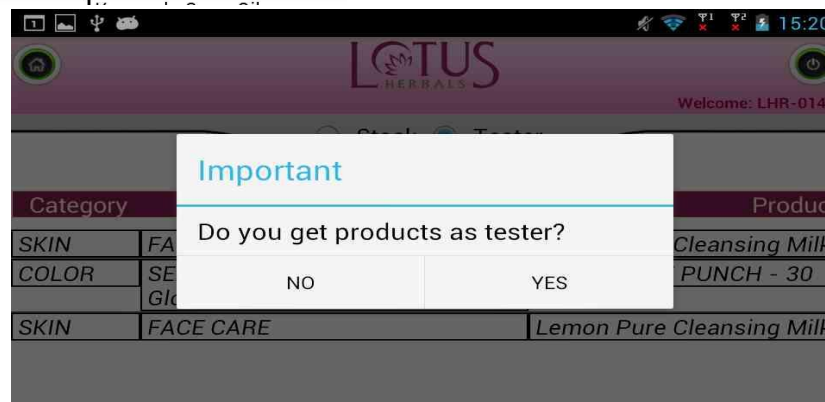 15:20
LOTUS
HERBALS
Welcome: LHR-014
Stock Tester
Important
Category
Produc
Do you get products as tester?
SKIN FA Cleansing Milk
COLOR SE PUNCH - 30
Glo
NO YES
SKIN FACE CARE Lemon Pure Cleansing Milk